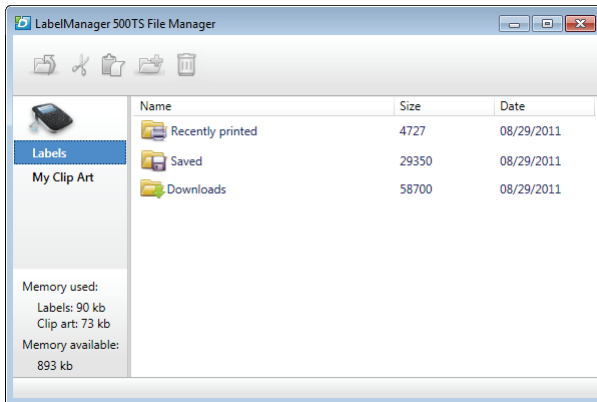 LabelManager 500TS File Manager
Name Size Date
Recently printed 4727 08/29/2011
Saved 29350 08/29/2011
Downloads 58700 08/29/2011
Labels
My Clip Art
Memory used:
Labels: 90 kb
Clip art: 73 kb
Memory available:
893 kb